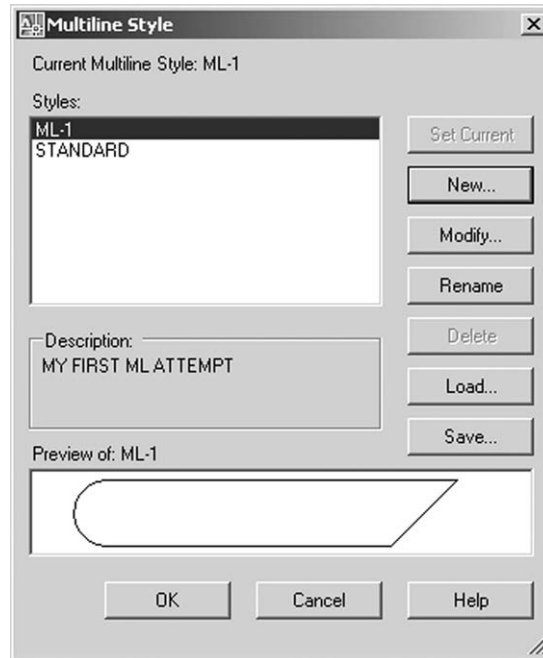 Multiline Style
Current Multiline Style: ML-1
Styles:
ML-1
STANDARD
Set Current
New...
Modify...
Rename
Delete
Load...
Save...
Description:
MY FIRST ML ATTEMPT
Preview of: ML-1
OK
Cancel
Help